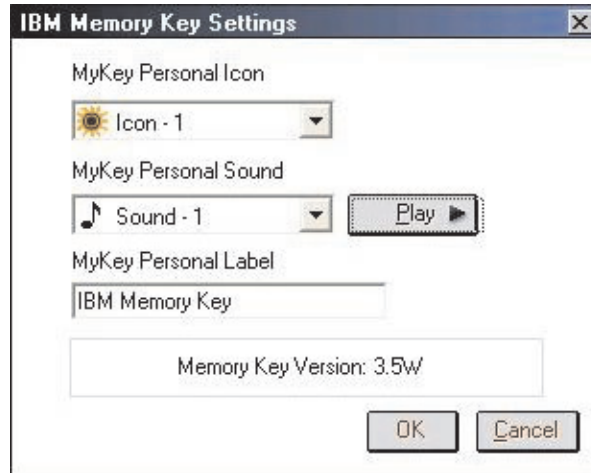 IBM Memory Key Settings
MyKey Personal Icon
Icon - 1
MyKey Personal Sound
Sound - 1 Play
MyKey Personal Label
IBM Memory Key
Memory Key Version: 3.5W
OK Cancel